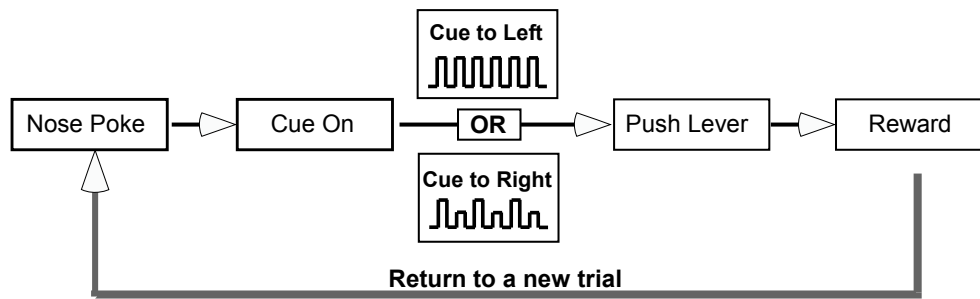 Cue to Left
Nose Poke
Cue On
OR
Push Lever
Reward
Cue to Right
Return to a new trial